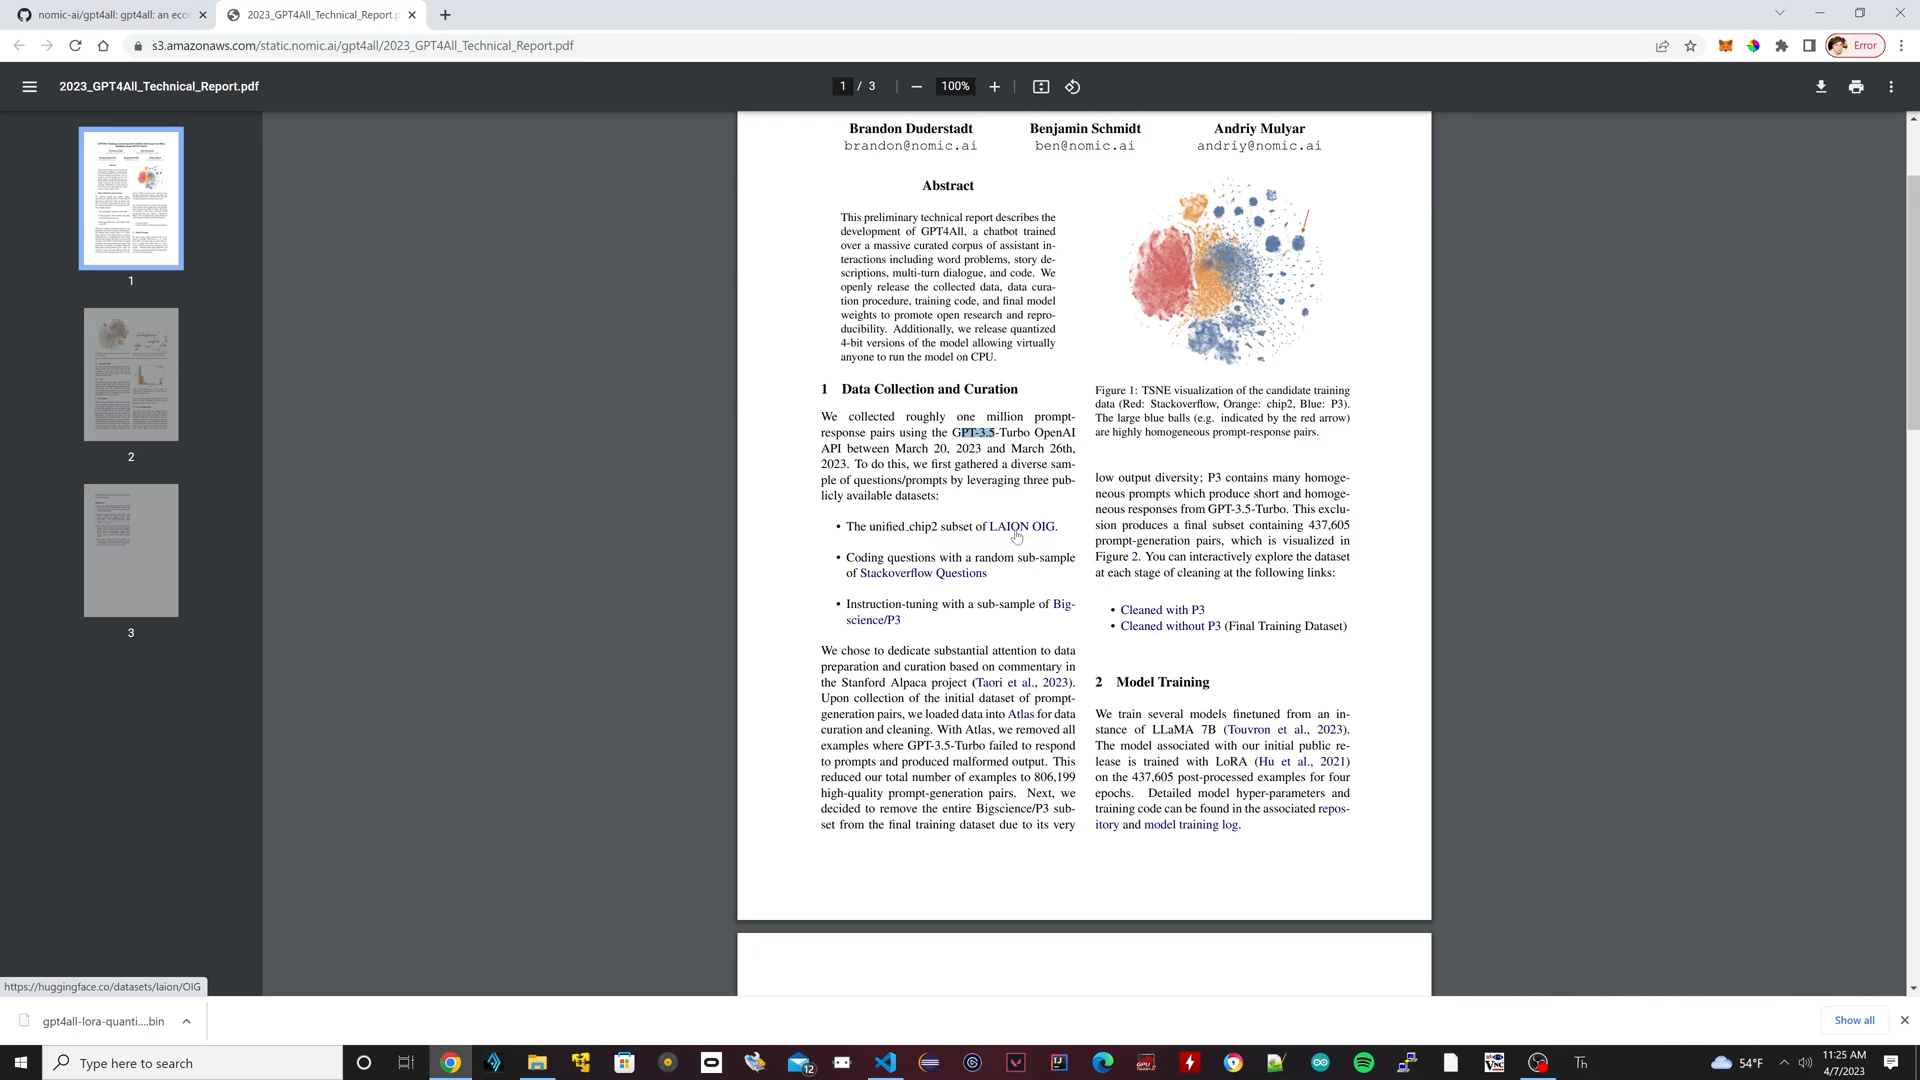 nomic-ai/gpt4all: gpt4all: an ecos
2023_GPT4All_Technical_Report.p
s3.amazonaws.com/static.nomic.ai/gpt4all/2023_GPT4All_Technical_Report.pdf
Error
2023_GPT4All_Technical_Report.pdf
1 / 3
100%
1
2
3
Brandon Duderstadt
brandon@nomic.ai
Benjamin Schmidt
ben@nomic.ai
Andriy Mulyar
andriy@nomic.ai
Abstract
This preliminary technical report describes the
development of GPT4All, a chatbot trained
over a massive curated corpus of assistant in-
teractions including word problems, story de-
scriptions, multi-turn dialogue, and code. We
openly release the collected data, data cura-
tion procedure, training code, and final model
weights to promote open research and repro-
ducibility. Additionally, we release quantized
4-bit versions of the model allowing virtually
anyone to run the model on CPU.
1 Data Collection and Curation
We collected roughly one million prompt-
response pairs using the GPT-3.5-Turbo OpenAI
API between March 20, 2023 and March 26th,
2023. To do this, we first gathered a diverse sam-
ple of questions/prompts by leveraging three pub-
licly available datasets:
• The unified_chip2 subset of LAION OIG.
• Coding questions with a random sub-sample
of Stackoverflow Questions
• Instruction-tuning with a sub-sample of Big-
science/P3
We chose to dedicate substantial attention to data
preparation and curation based on commentary in
the Stanford Alpaca project (Taori et al., 2023).
Upon collection of the initial dataset of prompt-
generation pairs, we loaded data into Atlas for data
curation and cleaning. With Atlas, we removed all
examples where GPT-3.5-Turbo failed to respond
to prompts and produced malformed output. This
reduced our total number of examples to 806,199
high-quality prompt-generation pairs. Next, we
decided to remove the entire Bigscience/P3 sub-
set from the final training dataset due to its very
Figure 1: TSNE visualization of the candidate training
data (Red: Stackoverflow, Orange: chip2, Blue: P3).
The large blue balls (e.g. indicated by the red arrow)
are highly homogeneous prompt-response pairs.
low output diversity; P3 contains many homoge-
neous prompts which produce short and homoge-
neous responses from GPT-3.5-Turbo. This exclu-
sion produces a final subset containing 437,605
prompt-generation pairs, which is visualized in
Figure 2. You can interactively explore the dataset
at each stage of cleaning at the following links:
• Cleaned with P3
• Cleaned without P3 (Final Training Dataset)
2 Model Training
We train several models finetuned from an in-
stance of LLaMA 7B (Touvron et al., 2023).
The model associated with our initial public re-
lease is trained with LoRA (Hu et al., 2021)
on the 437,605 post-processed examples for four
epochs. Detailed model hyper-parameters and
training code can be found in the associated repos-
itory and model training log.
https://huggingface.co/datasets/laion/OIG
gpt4all-lora-quanti....bin
Show all
Type here to search
12
Th
54°F
11:25 AM
4/7/2023